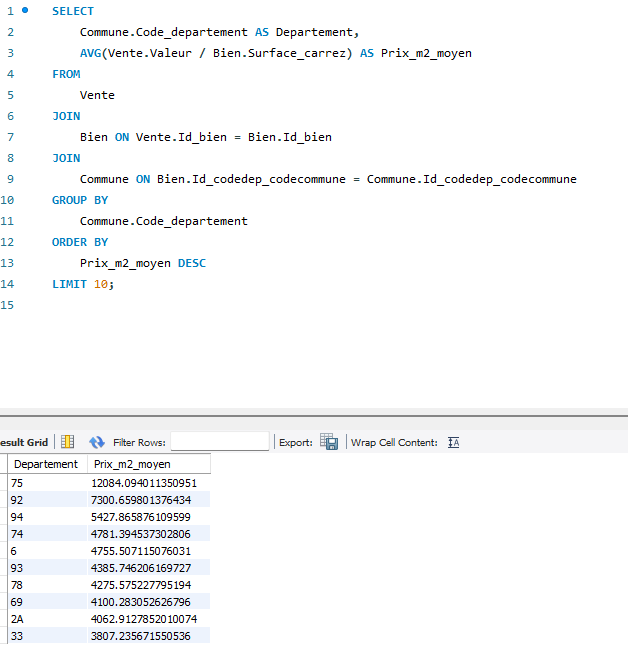 1 SELECT
2 Commune.Code_departement AS Departement,
3 AVG(Vente.Valeur / Bien.Surface_carrez) AS Prix_m2_moyen
4 FROM
5 Vente
6 JOIN
7 Bien ON Vente.Id_bien = Bien.Id_bien
8 JOIN
9 Commune ON Bien.Id_codedep_codecommune = Commune.Id_codedep_codecommune
10 GROUP BY
11 Commune.Code_departement
12 ORDER BY
13 Prix_m2_moyen DESC
14 LIMIT 10;
15
esult Grid Filter Rows: Export: Wrap Cell Content: IA
Departement Prix_m2_moyen
75 12084.094011350951
92 7300.659801376434
94 5427.865876109599
74 4781.394537302806
6 4755.507115076031
93 4385.746206169727
78 4275.575227795194
69 4100.283052626796
2A 4062.9127852010074
33 3807.235671550536